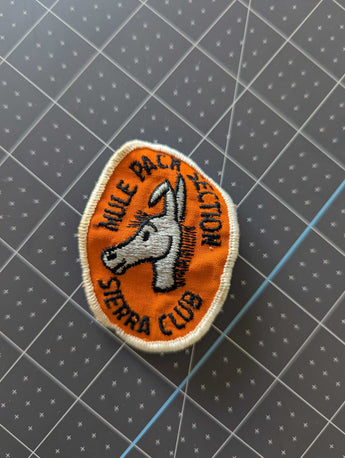 MULE PACK SECTION
SIERRA CLUB